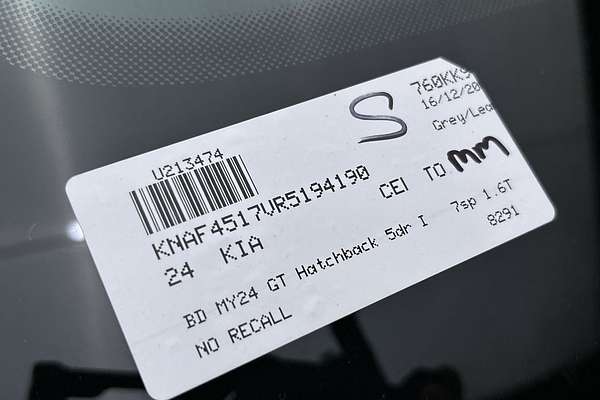 U213474
KNAF4517VR5194190
24 KIA
BD MY24 GT Hatchback 5dr I 7sp 1.6T
NO RECALL
8291
S
760KK
16/12/20
Grey/Lea
CEI TO MM